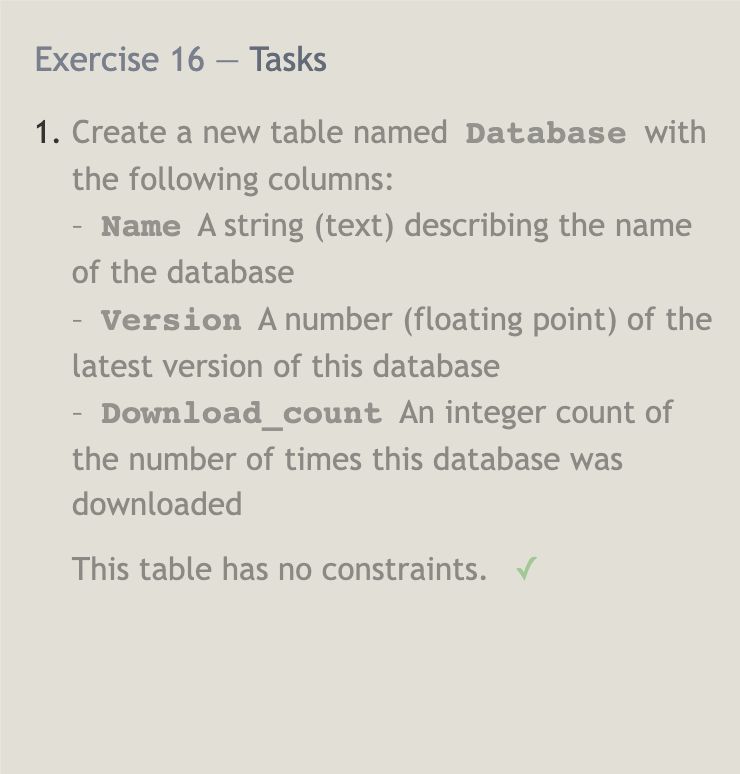 Exercise 16 — Tasks
1. Create a new table named Database with
the following columns:
– Name A string (text) describing the name
of the database
– Version A number (floating point) of the
latest version of this database
– Download_count An integer count of
the number of times this database was
downloaded
This table has no constraints. ✓